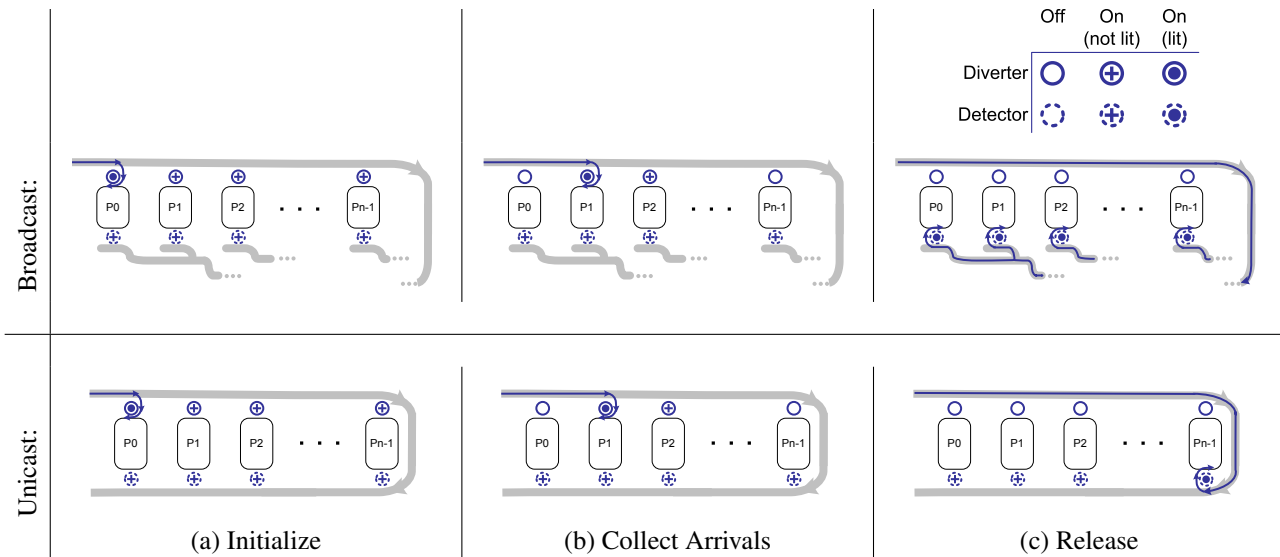 Off On On
(not lit) (lit)
Diverter
Detector
Broadcast:
P0 P1 P2 . . . Pn-1
P0 P1 P2 . . . Pn-1
P0 P1 P2 . . . Pn-1
Unicast:
P0 P1 P2 . . . Pn-1
P0 P1 P2 . . . Pn-1
P0 P1 P2 . . . Pn-1
(a) Initialize
(b) Collect Arrivals
(c) Release